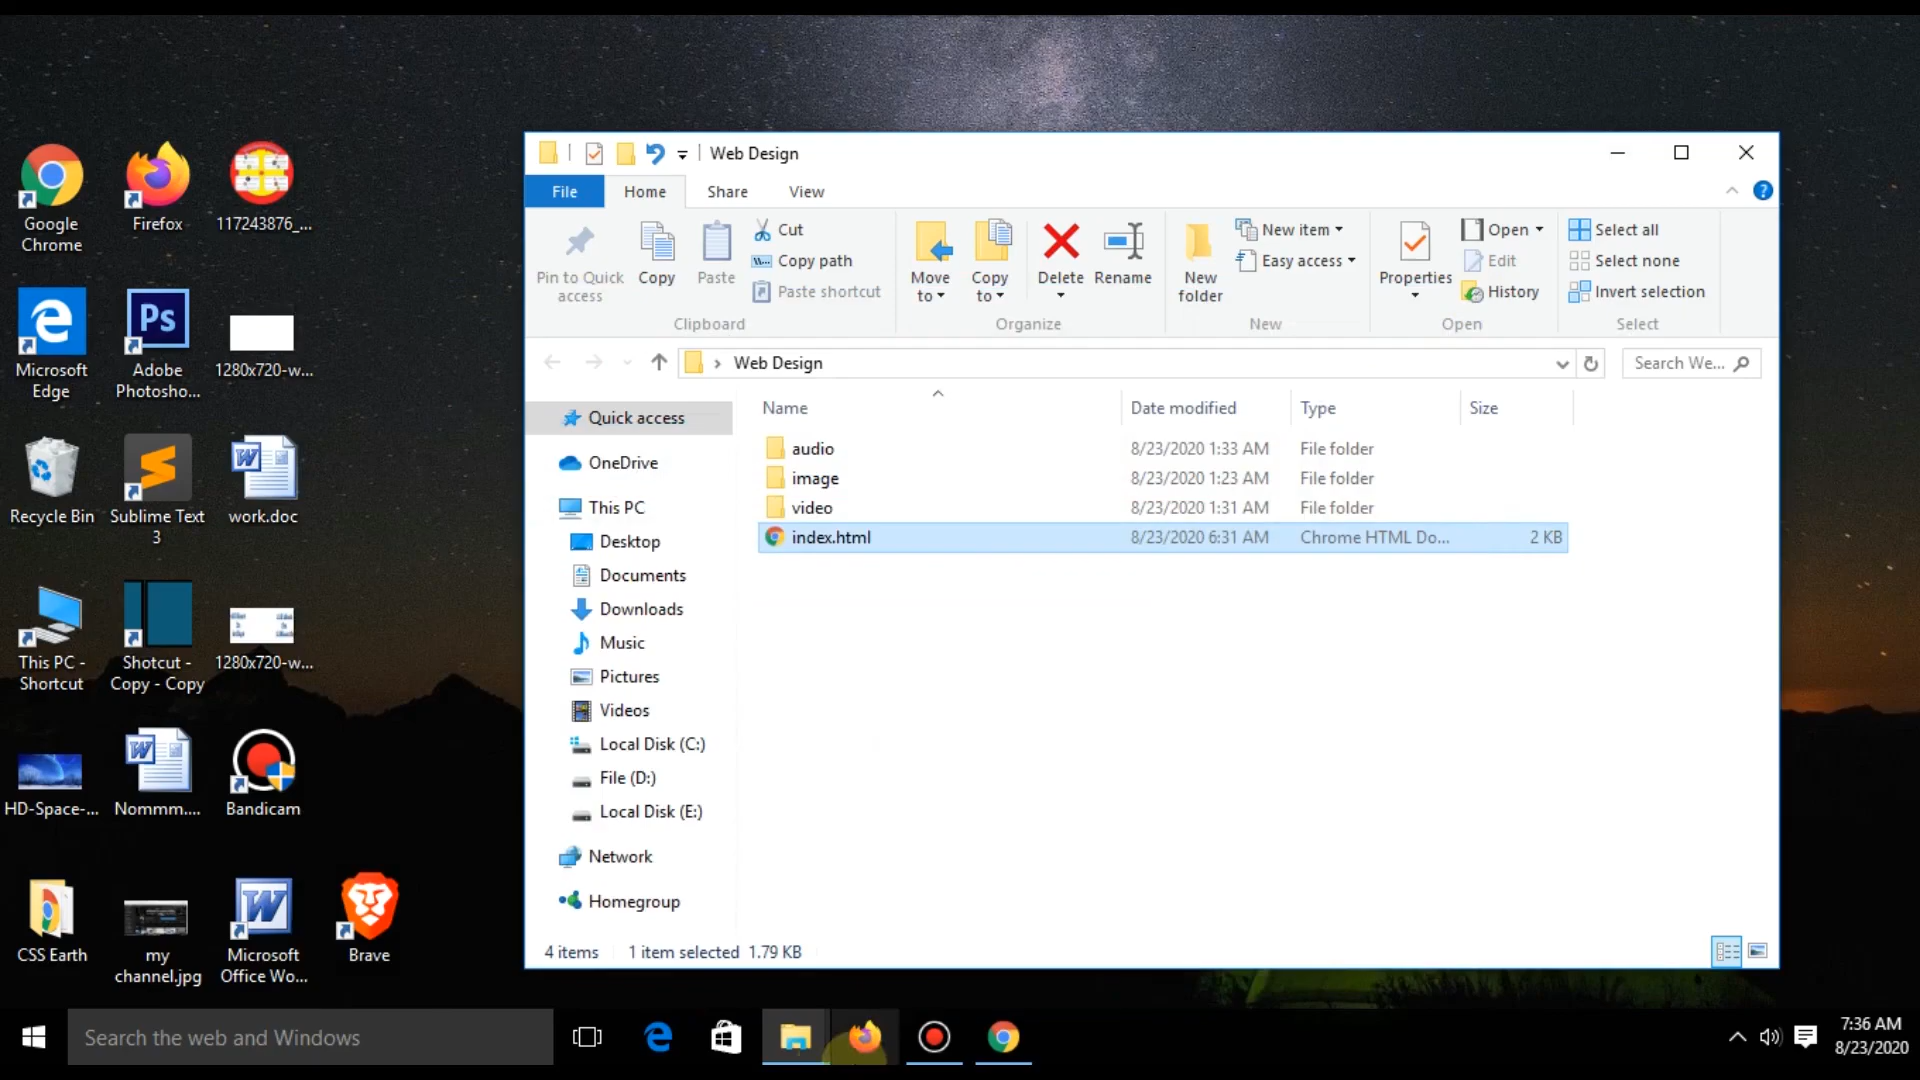 Google
Chrome
Firefox
117243876_...
Microsoft
Edge
Ps
Adobe
Photosho...
1280x720-w...
Recycle Bin
Sublime Text
3
W
work.doc
This PC -
Shortcut
Shotcut -
Copy - Copy
1280x720-w...
HD-Space-...
W
Nommm....
Bandicam
CSS Earth
my
channel.jpg
W
Microsoft
Office Wo...
Brave
Web Design
File
Home
Share
View
?
Pin to Quick
access
Copy
Paste
Cut
Copy path
Paste shortcut
Clipboard
Move
to
Copy
to
Delete
Rename
Organize
New
folder
New item
Easy access
New
Properties
Open
Edit
History
Open
Select all
Select none
Invert selection
Select
Web Design
Search We...
Name
Date modified
Type
Size
audio
8/23/2020 1:33 AM
File folder
image
8/23/2020 1:23 AM
File folder
video
8/23/2020 1:31 AM
File folder
index.html
8/23/2020 6:31 AM
Chrome HTML Do...
2 KB
Quick access
OneDrive
This PC
Desktop
Documents
Downloads
Music
Pictures
Videos
Local Disk (C:)
File (D:)
Local Disk (E:)
Network
Homegroup
4 items
1 item selected 1.79 KB
Search the web and Windows
7:36 AM
8/23/2020